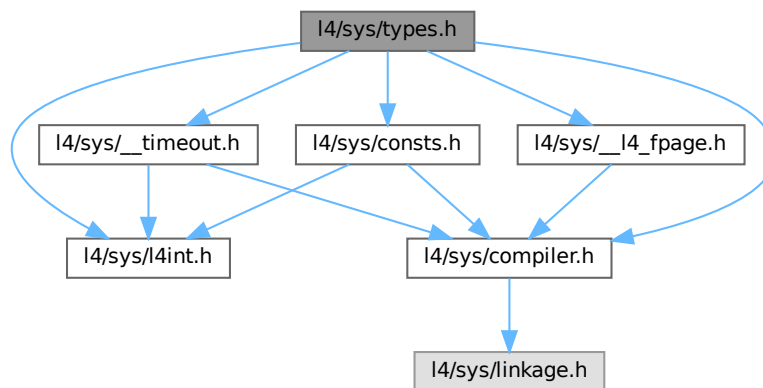 l4/sys/types.h
l4/sys/__timeout.h
l4/sys/consts.h
l4/sys/__l4_fpage.h
l4/sys/l4int.h
l4/sys/compiler.h
l4/sys/linkage.h